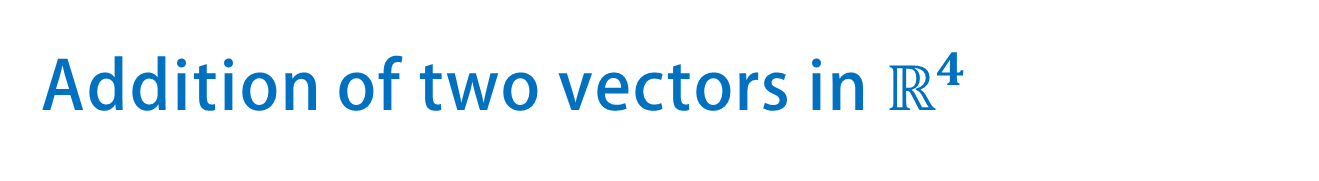 Addition of two vectors in ℝ⁴